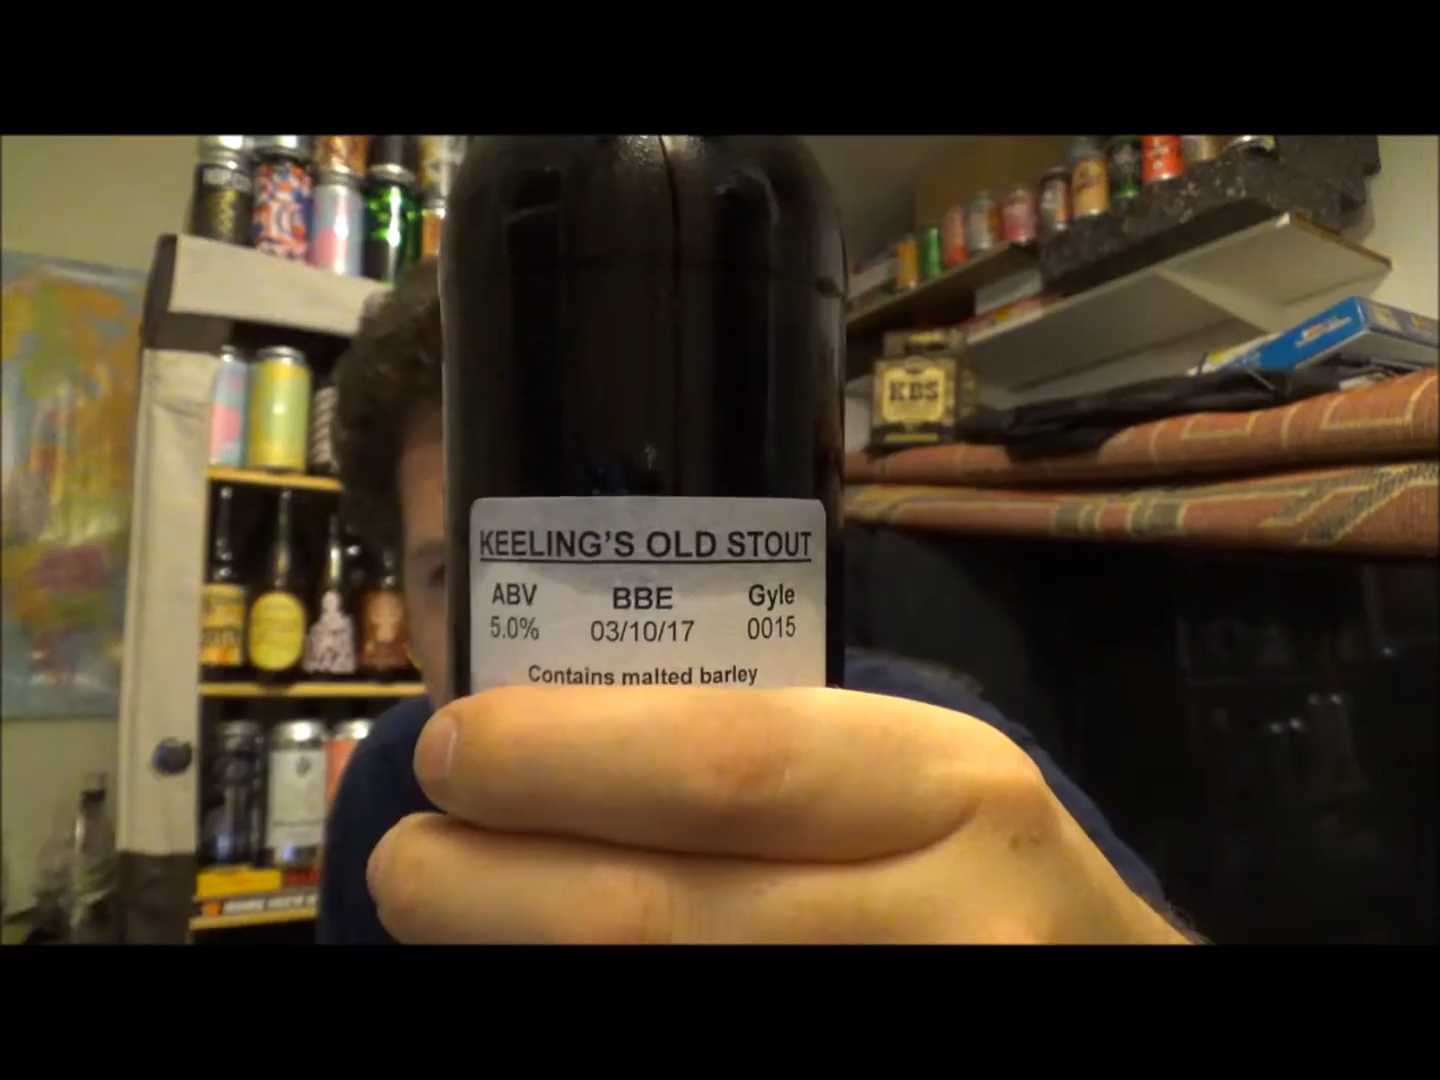 KEELING'S OLD STOUT
ABV BBE Gyle
5.0% 03/10/17 0015
Contains malted barley
KBS